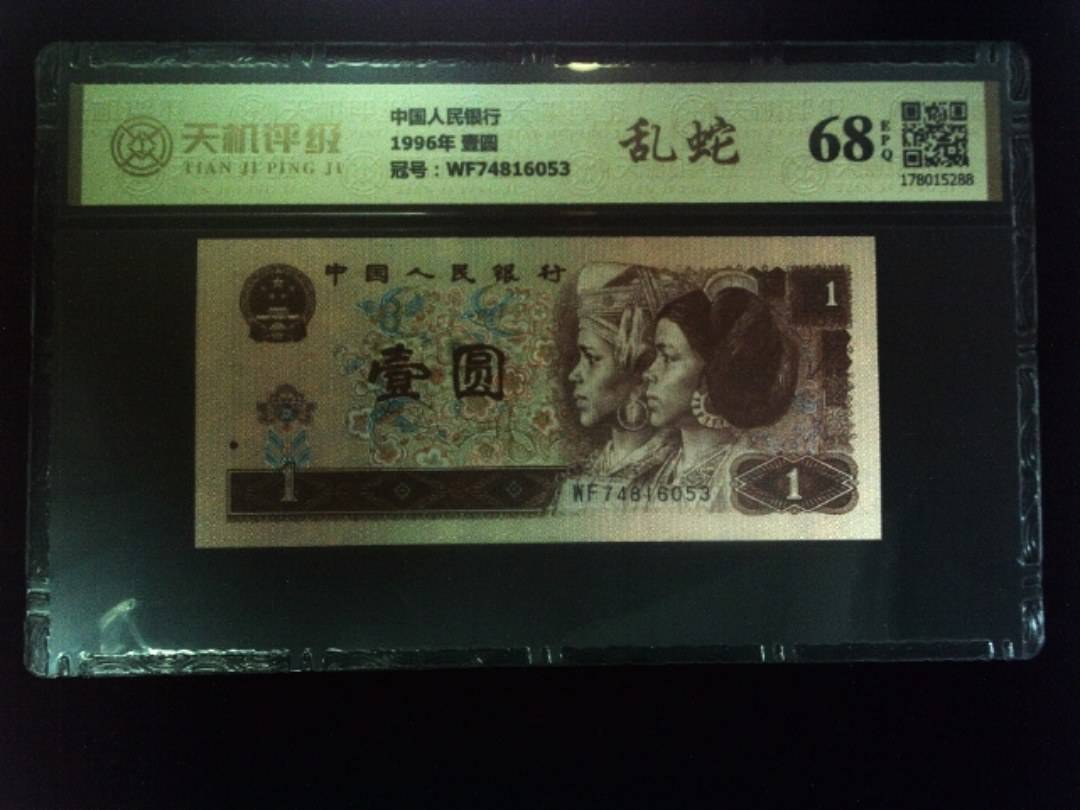 天机评级
TIAN JI PING JI
中国人民银行
1996年 壹圆
冠号：WF74816053
乱蛇
68
EPQ
178015288
中国人民银行
1
壹圆
1
WF74816053
1